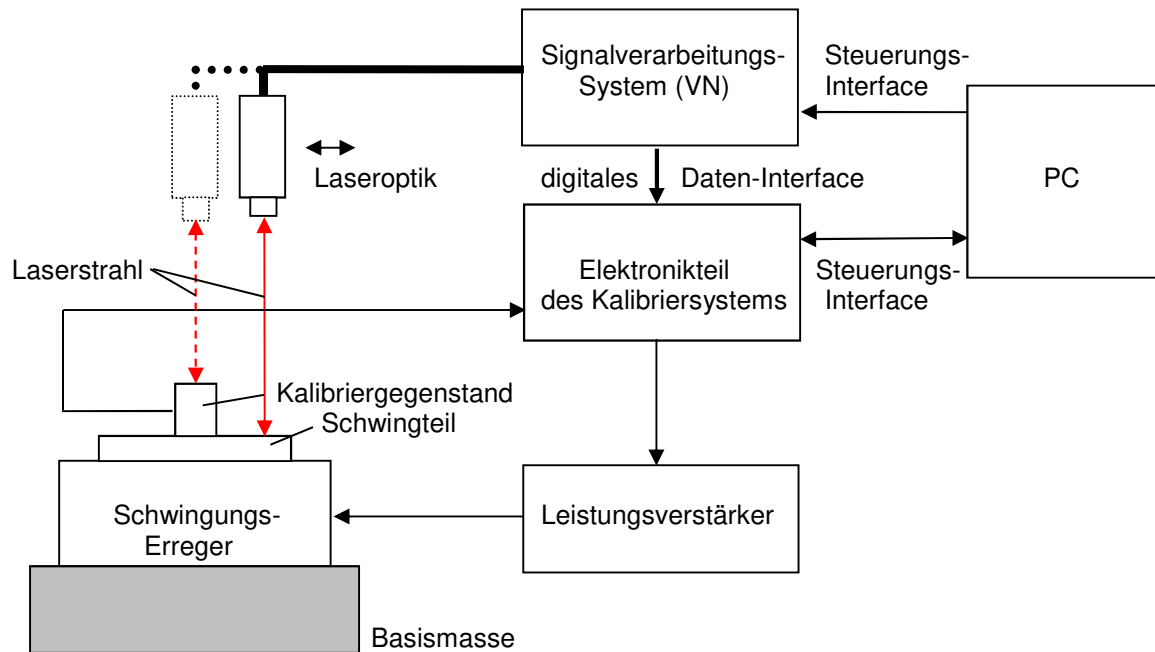 Signalverarbeitungs-
System (VN)
Steuerungs-
Interface
Laseroptik
digitales Daten-Interface
PC
Laserstrahl
Elektronikteil
des Kalibriersystems
Steuerungs-
Interface
Kalibriergegenstand
Schwingteil
Schwingungs-
Erreger
Leistungsverstärker
Basismasse